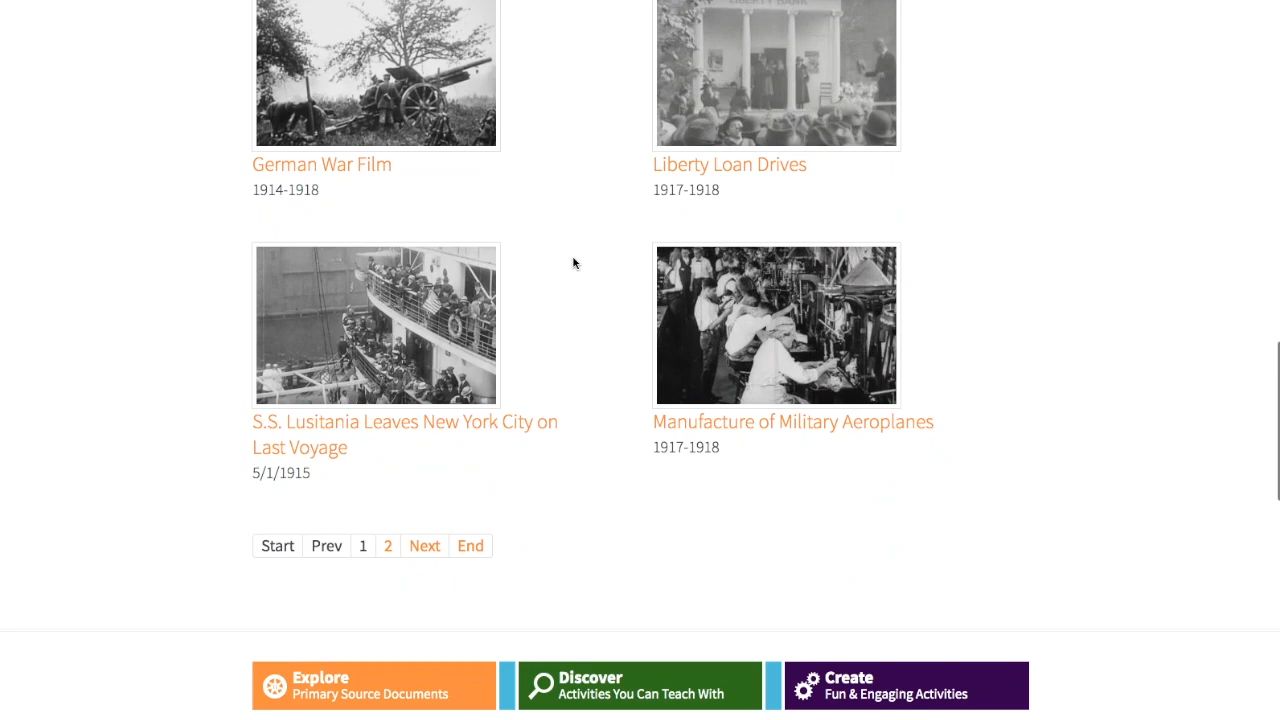 LIBERTY BANK
German War Film
1914-1918
Liberty Loan Drives
1917-1918
S.S. Lusitania Leaves New York City on
Last Voyage
5/1/1915
Manufacture of Military Aeroplanes
1917-1918
Start Prev 1 2 Next End
Explore
Primary Source Documents
Discover
Activities You Can Teach With
Create
Fun & Engaging Activities